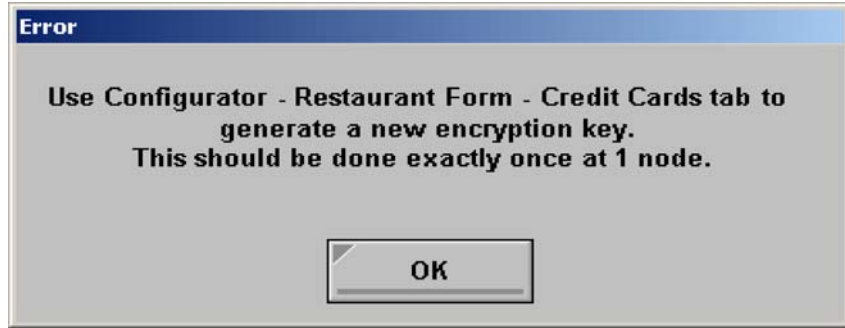 Error
Use Configurator - Restaurant Form - Credit Cards tab to
generate a new encryption key.
This should be done exactly once at 1 node.
OK